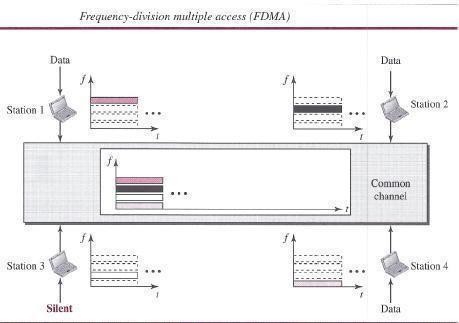 Frequency-division multiple access (FDMA)
Data
Data
f
f
Station 1
Station 2
t
t
f
Common
channel
t
f
f
Station 3
Station 4
t
t
Silent
Data